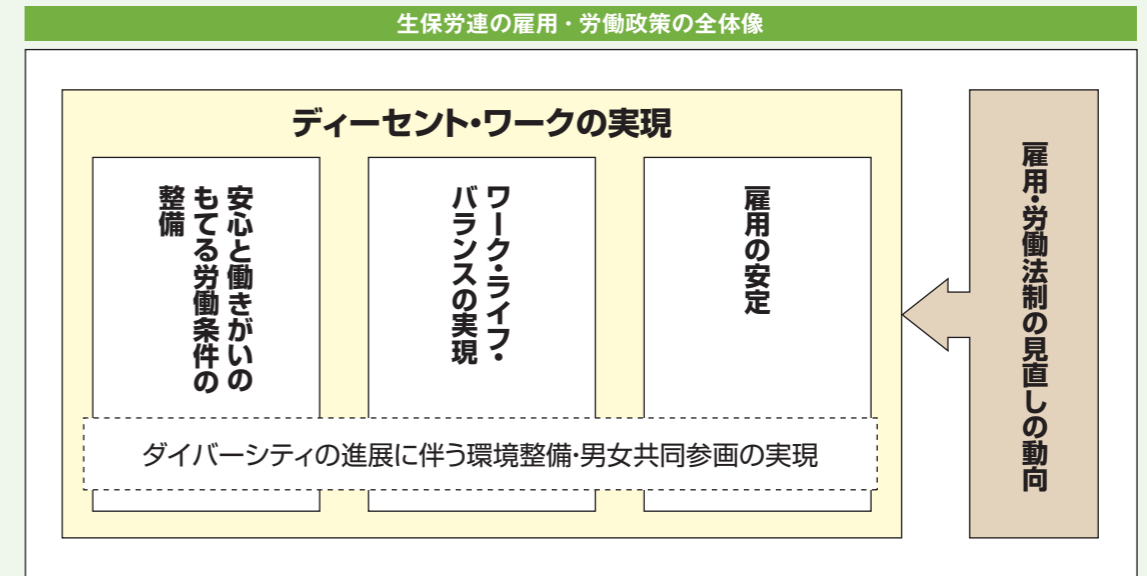 生保労連の雇用・労働政策の全体像
ディーセント・ワークの実現
雇用の安定
ワーク・ライフ・
バランスの実現
安心と働きがいの
もてる労働条件の
整備
ダイバーシティの進展に伴う環境整備・男女共同参画の実現
雇用・労働法制の見直しの動向